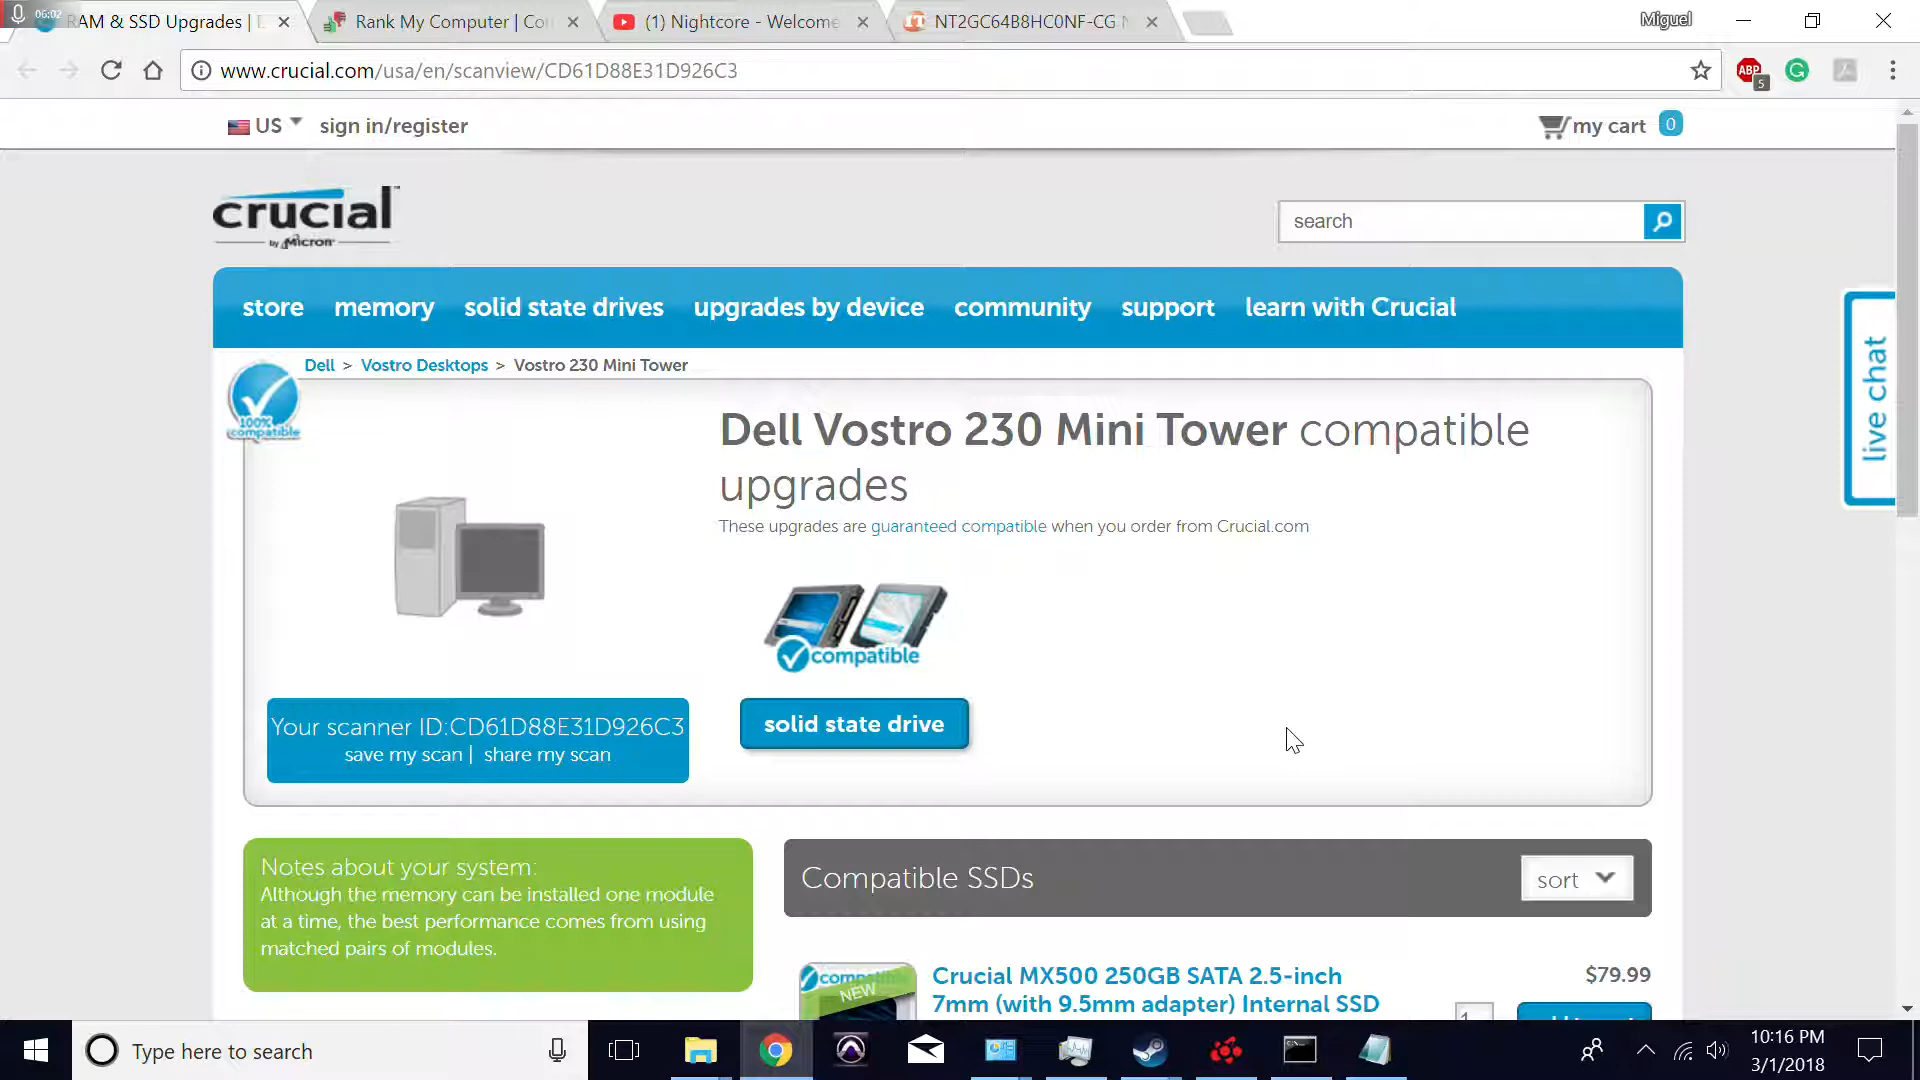 06:02
RAM & SSD Upgrades |
Rank My Computer | Co
(1) Nightcore - Welcome
NT2GC64B8HC0NF-CG
Miguel
www.crucial.com/usa/en/scanview/CD61D88E31D926C3
ABP
5
US
sign in/register
my cart
0
crucial
by Micron
search
store
memory
solid state drives
upgrades by device
community
support
learn with Crucial
live chat
Dell > Vostro Desktops > Vostro 230 Mini Tower
100%
compatible
Dell Vostro 230 Mini Tower compatible
upgrades
These upgrades are guaranteed compatible when you order from Crucial.com
compatible
Your scanner ID:CD61D88E31D926C3
save my scan | share my scan
solid state drive
Notes about your system:
Although the memory can be installed one module
at a time, the best performance comes from using
matched pairs of modules.
Compatible SSDs
sort
NEW
Crucial MX500 250GB SATA 2.5-inch
7mm (with 9.5mm adapter) Internal SSD
$79.99
1
Type here to search
10:16 PM
3/1/2018